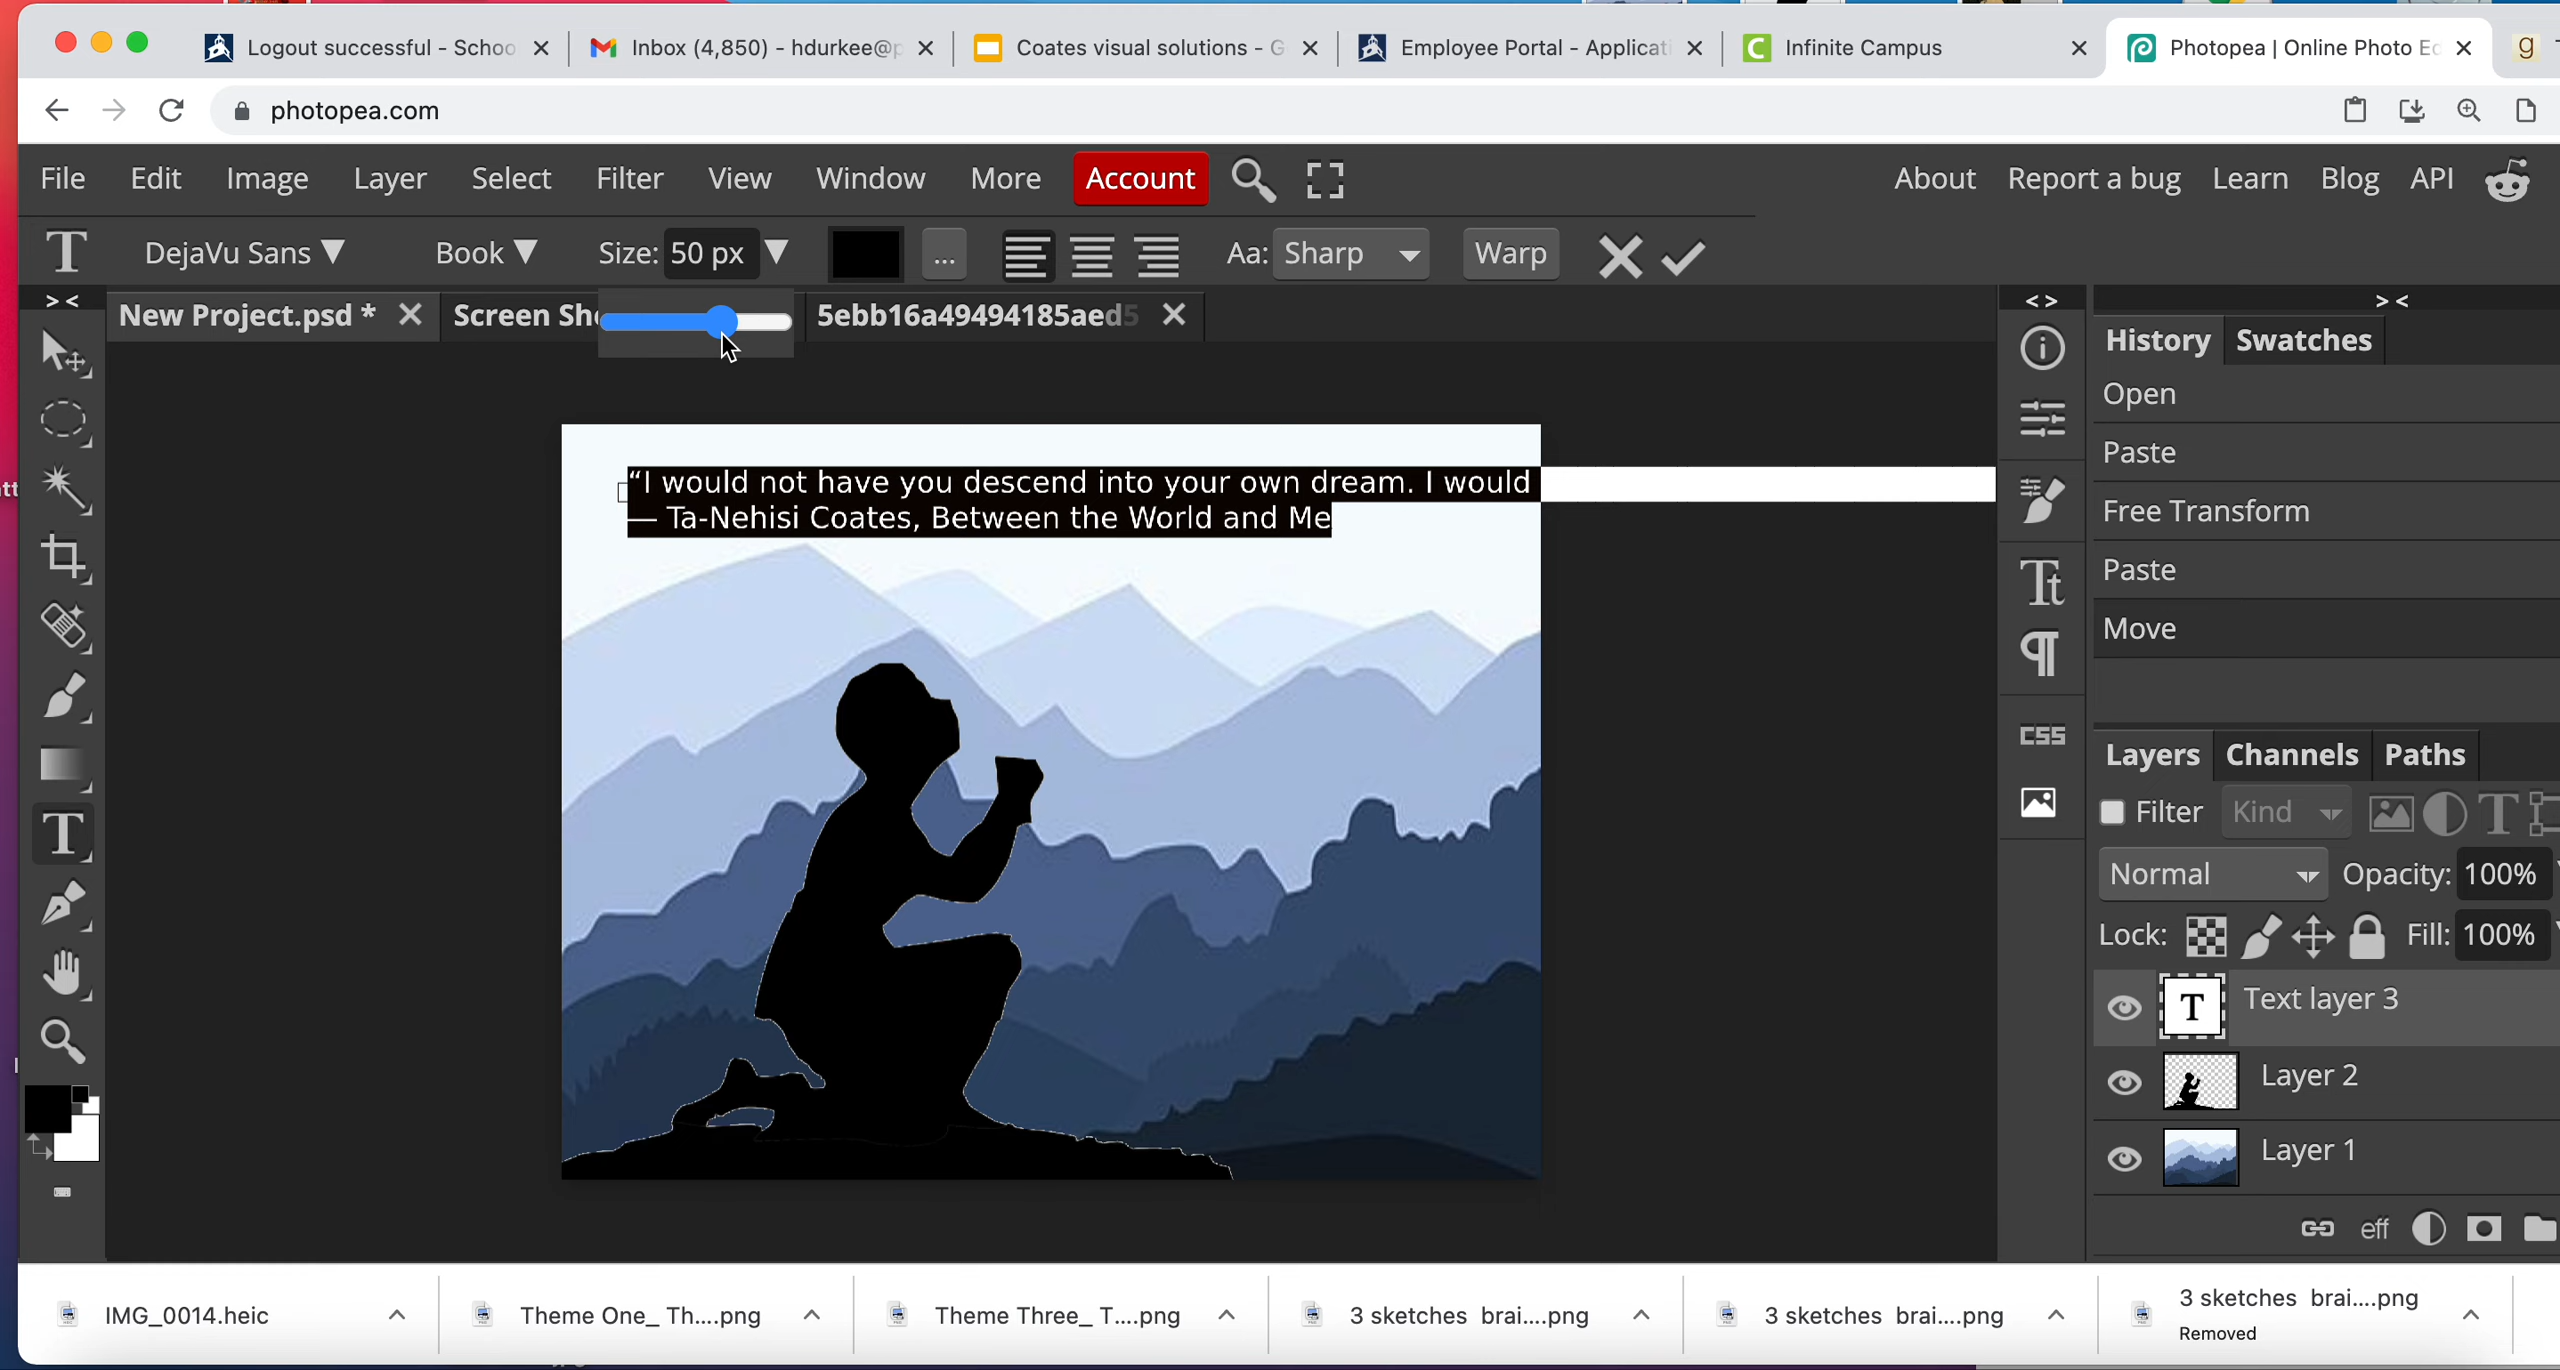 Logout successful - Schoo
Inbox (4,850) - hdurkee@p
Coates visual solutions - G
Employee Portal - Applicati
Infinite Campus
Photopea | Online Photo Ed
photopea.com
File Edit Image Layer Select Filter View Window More Account
About Report a bug Learn Blog API
DejaVu Sans Book Size: 50 px ... Aa: Sharp Warp
New Project.psd * Screen Sh 5ebb16a49494185aed5
History Swatches
Open
Paste
Free Transform
Paste
Move
“I would not have you descend into your own dream. I would
— Ta-Nehisi Coates, Between the World and Me
CSS
Layers Channels Paths
Filter Kind
Normal Opacity: 100%
Lock: Fill: 100%
Text layer 3
Layer 2
Layer 1
eff
IMG_0014.heic
Theme One_ Th....png
Theme Three_ T....png
3 sketches brai....png
3 sketches brai....png
3 sketches brai....png
Removed